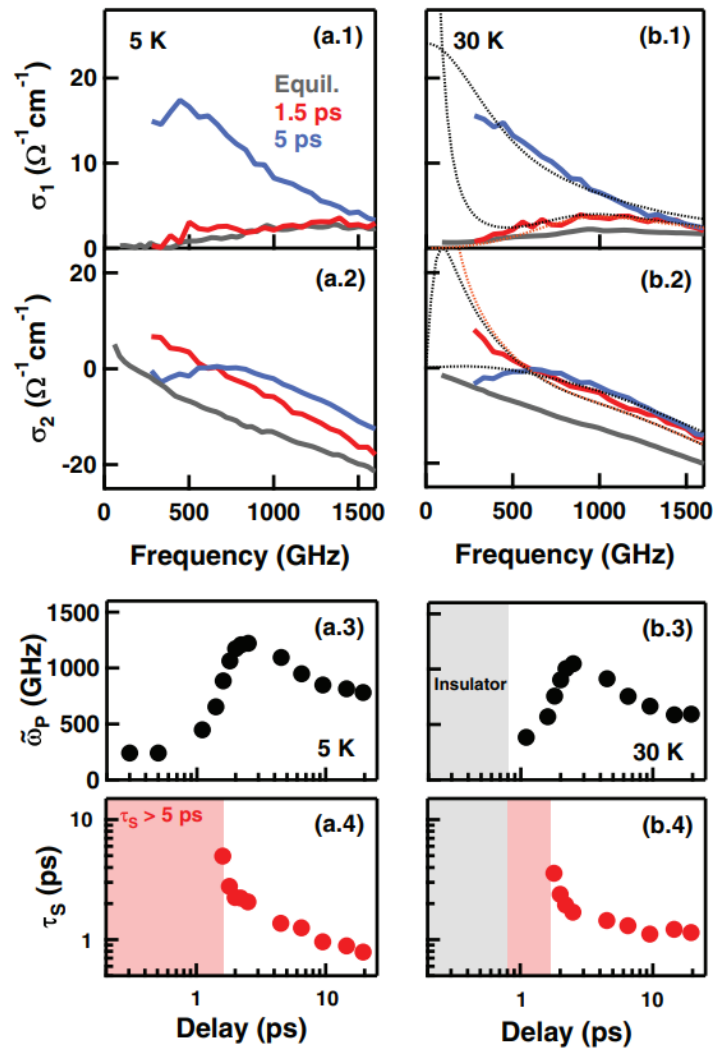 5 K
(a.1)
30 K
(b.1)
Equil.
1.5 ps
5 ps
20
10
0
σ1 (Ω-1cm-1)
(a.2)
(b.2)
20
0
-20
σ2 (Ω-1cm-1)
500
1000
1500
0
500
1000
1500
Frequency (GHz)
Frequency (GHz)
1500
1000
500
0
ω̃P (GHz)
(a.3)
5 K
(b.3)
Insulator
30 K
10
1
τS (ps)
τS > 5 ps
(a.4)
(b.4)
1
10
1
10
Delay (ps)
Delay (ps)